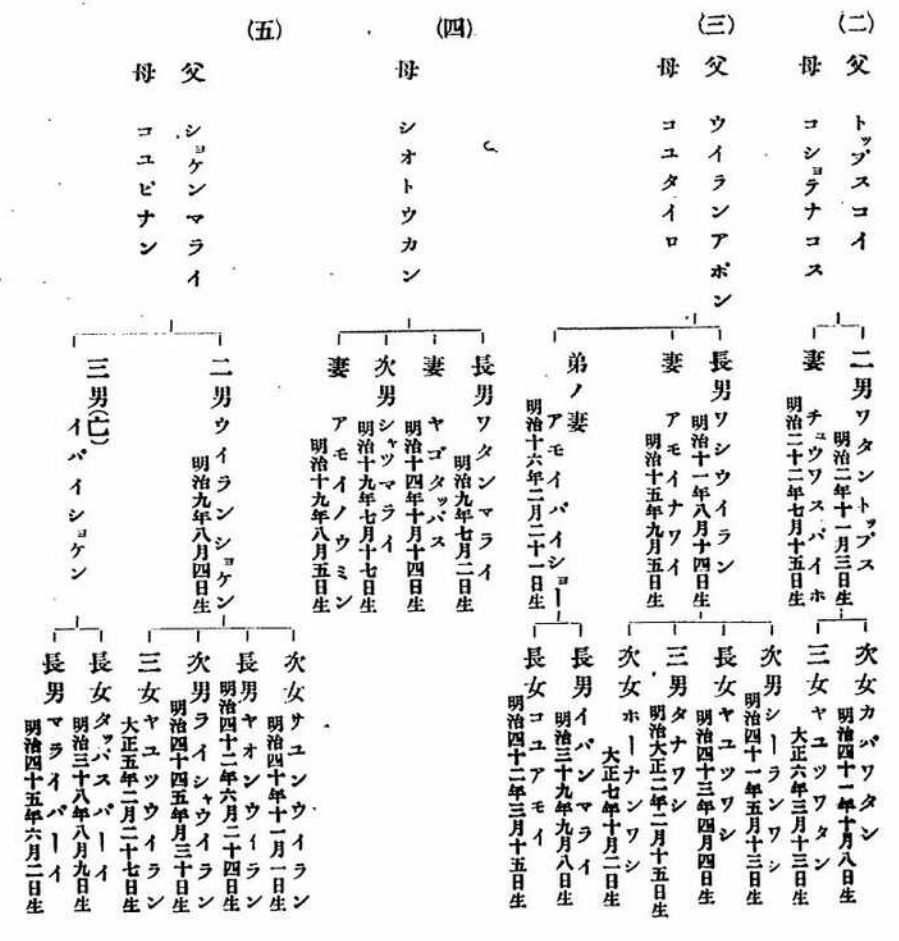 (二)
父 トップスコイ
母 コショラナコス
二男 ワタントップス
明治二年十一月三日生
妻 チュウワスパイホ
明治二十二年七月十五日生
次女 カパワタン
明治四十一年十月八日生
三女 ヤユツワタン
大正六年三月十三日生
(三)
父 ウイランアポン
母 コユタイロ
長男 ワシウイラン
明治十一年八月十四日生
妻 アモイナワイ
明治十五年九月五日生
弟ノ妻 アモイパイショー
明治十六年二月二十一日生
次男 シーランワシ
明治四十一年五月十三日生
長女 ヤユツワシ
明治四十三年四月四日生
三男 タナワシ
明治大正二年二月十五日生
次女 ホーナンワシ
大正七年十月二日生
長男 イパンマライ
明治三十九年九月八日生
長女 コユアモイ
明治四十二年三月十五日生
(四)
母 シオトウカン
長男 ワタンマライ
明治九年七月二日生
妻 ヤゴタッパス
明治十四年十月十四日生
次男 シャツマライ
明治十九年七月十七日生
妻 アモイノウミン
明治十九年八月五日生
(五)
父 ショケンマライ
母 コユピナン
二男 ウイランショケン
明治九年八月四日生
三男(亡) イパイショケン
次女 サユンウイラン
明治四十年十一月一日生
長男 ヤオンウィラン
明治四十二年六月二十四日生
次男 ライシャウイラン
明治四十四五年月三十日生
三女 ヤユツウイラン
大正五年二月二十七日生
長女 タッパスパーイ
明治三十八年八月九日生
長男 マライパーイ
明治四十五年六月二日生